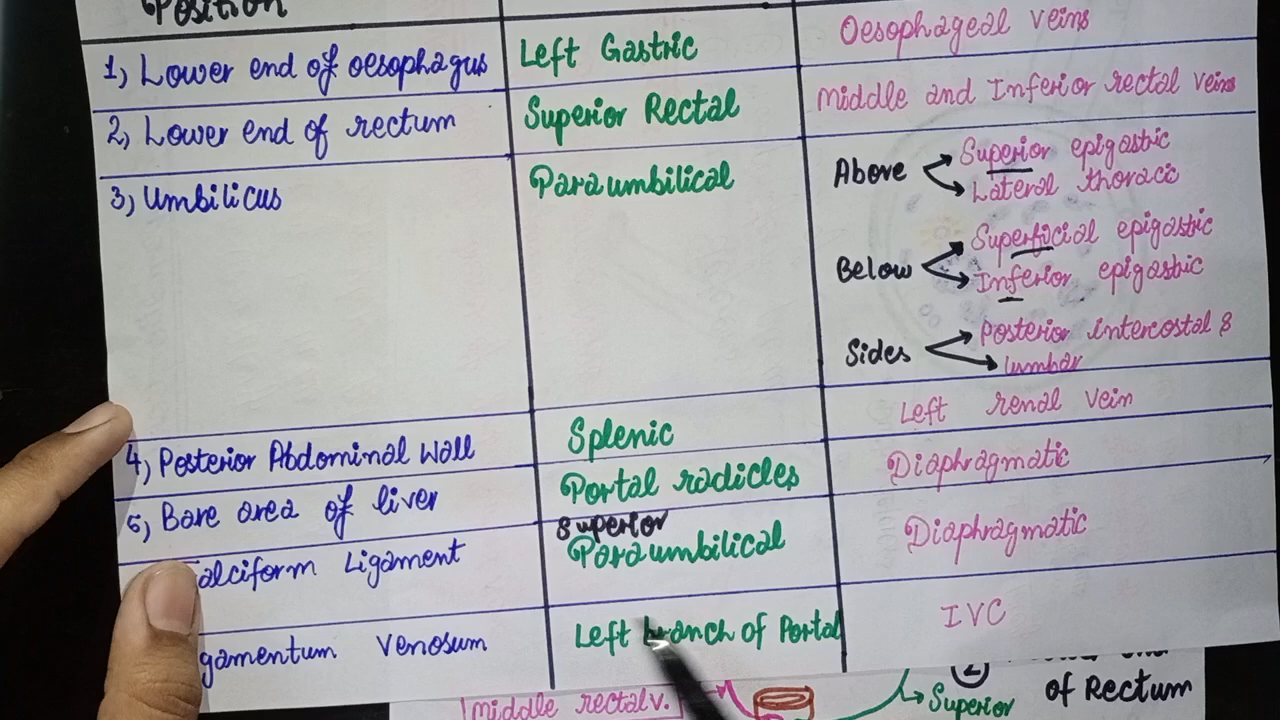 Position
1) Lower end of oesophagus Left Gastric Oesophageal veins
2) Lower end of rectum Superior Rectal Middle and Inferior rectal veins
3) Umbilicus Paraumbilical Above Superior epigastric
Lateral thoracic
Below Superficial epigastric
Inferior epigastric
Sides Posterior intercostal &
lumbar
4) Posterior Abdominal Wall Splenic Left renal vein
5) Bare area of liver Portal radicles Diaphragmatic
alciform Ligament Superior Paraumbilical Diaphragmatic
gamentum venosum Left branch of Portal IVC
middle rectal v. Superior 2 of Rectum